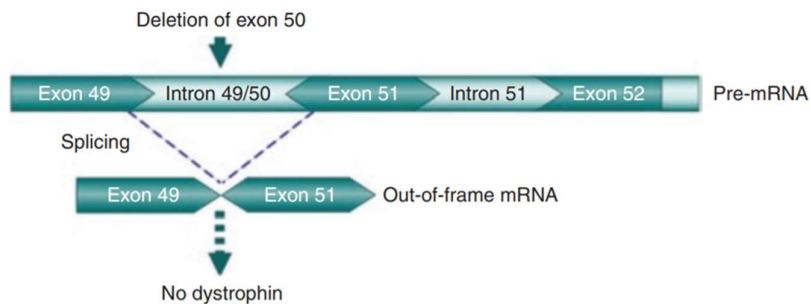 Deletion of exon 50
Exon 49 Intron 49/50 Exon 51 Intron 51 Exon 52 Pre-mRNA
Splicing
Exon 49 Exon 51 Out-of-frame mRNA
No dystrophin